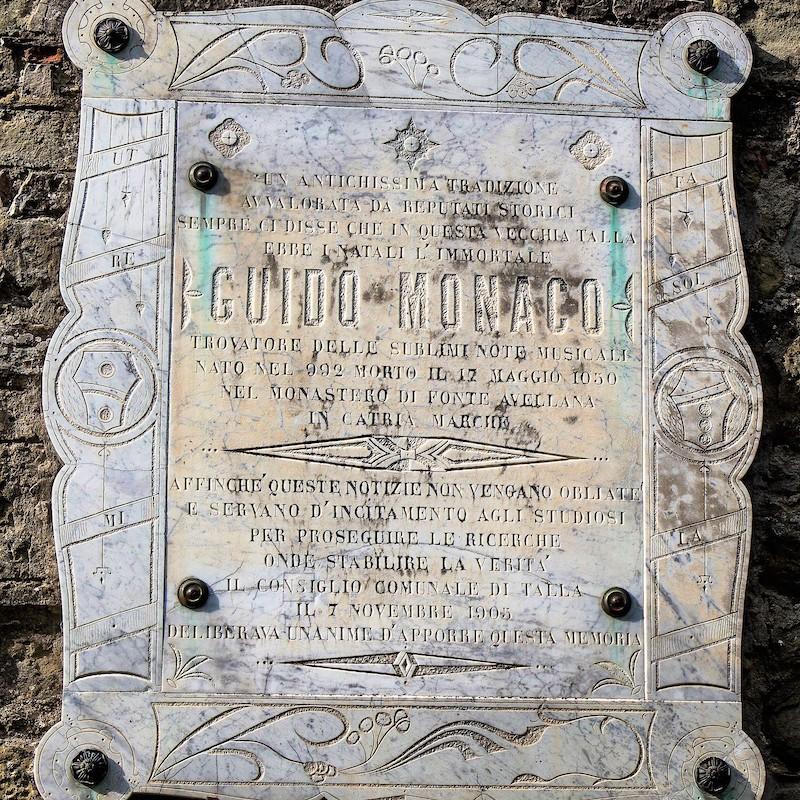 UN ANTICHISSIMA TRADIZIONE
AVVALORATA DA REPUTATI STORICI
SEMPRE CI DISSE CHE IN QUESTA VECCHIA TALLA
EBBE I NATALI L'IMMORTALE
GUIDO MONACO
TROVATORE DELLE SUBLIMI NOTE MUSICALI
NATO NEL 992 MORTO IL 17 MAGGIO 1050
NEL MONASTERO DI FONTE AVELLANA
IN CATRIA MARCHE
AFFINCHE' QUESTE NOTIZIE NON VENGANO OBLIATE
E SERVANO D'INCITAMENTO AGLI STUDIOSI
PER PROSEGUIRE LE RICERCHE
ONDE STABILIRE LA VERITA'
IL CONSIGLIO COMUNALE DI TALLA
IL 7 NOVEMBRE 1905
DELIBERAVA UNANIME D'APPORRE QUESTA MEMORIA
UT
RE
MI
FA
SOL
LA